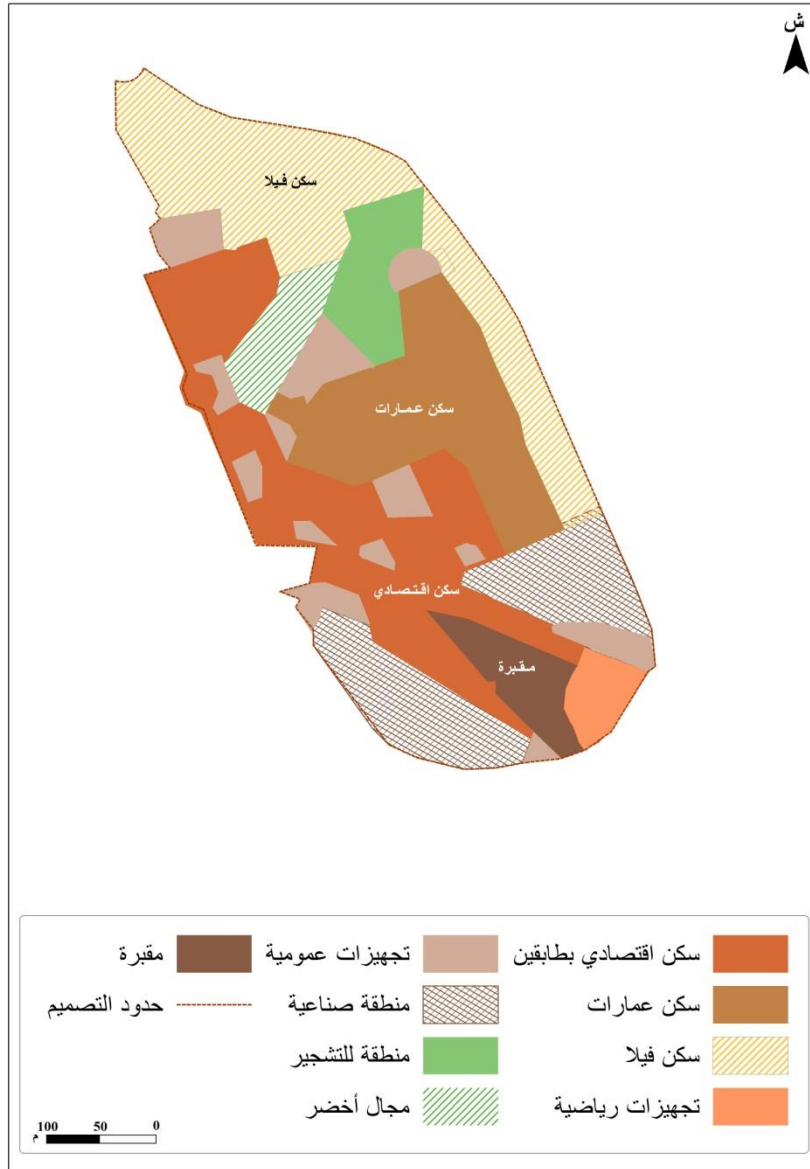 ش
سكن فيلا
سكن عمارات
سكن اقتصادي
مقبرة
سكن اقتصادي بطابقين
سكن عمارات
سكن فيلا
تجهيزات رياضية
تجهيزات عمومية
منطقة صناعية
منطقة للتشجير
مجال أخضر
مقبرة
حدود التصميم
100 50 0
م